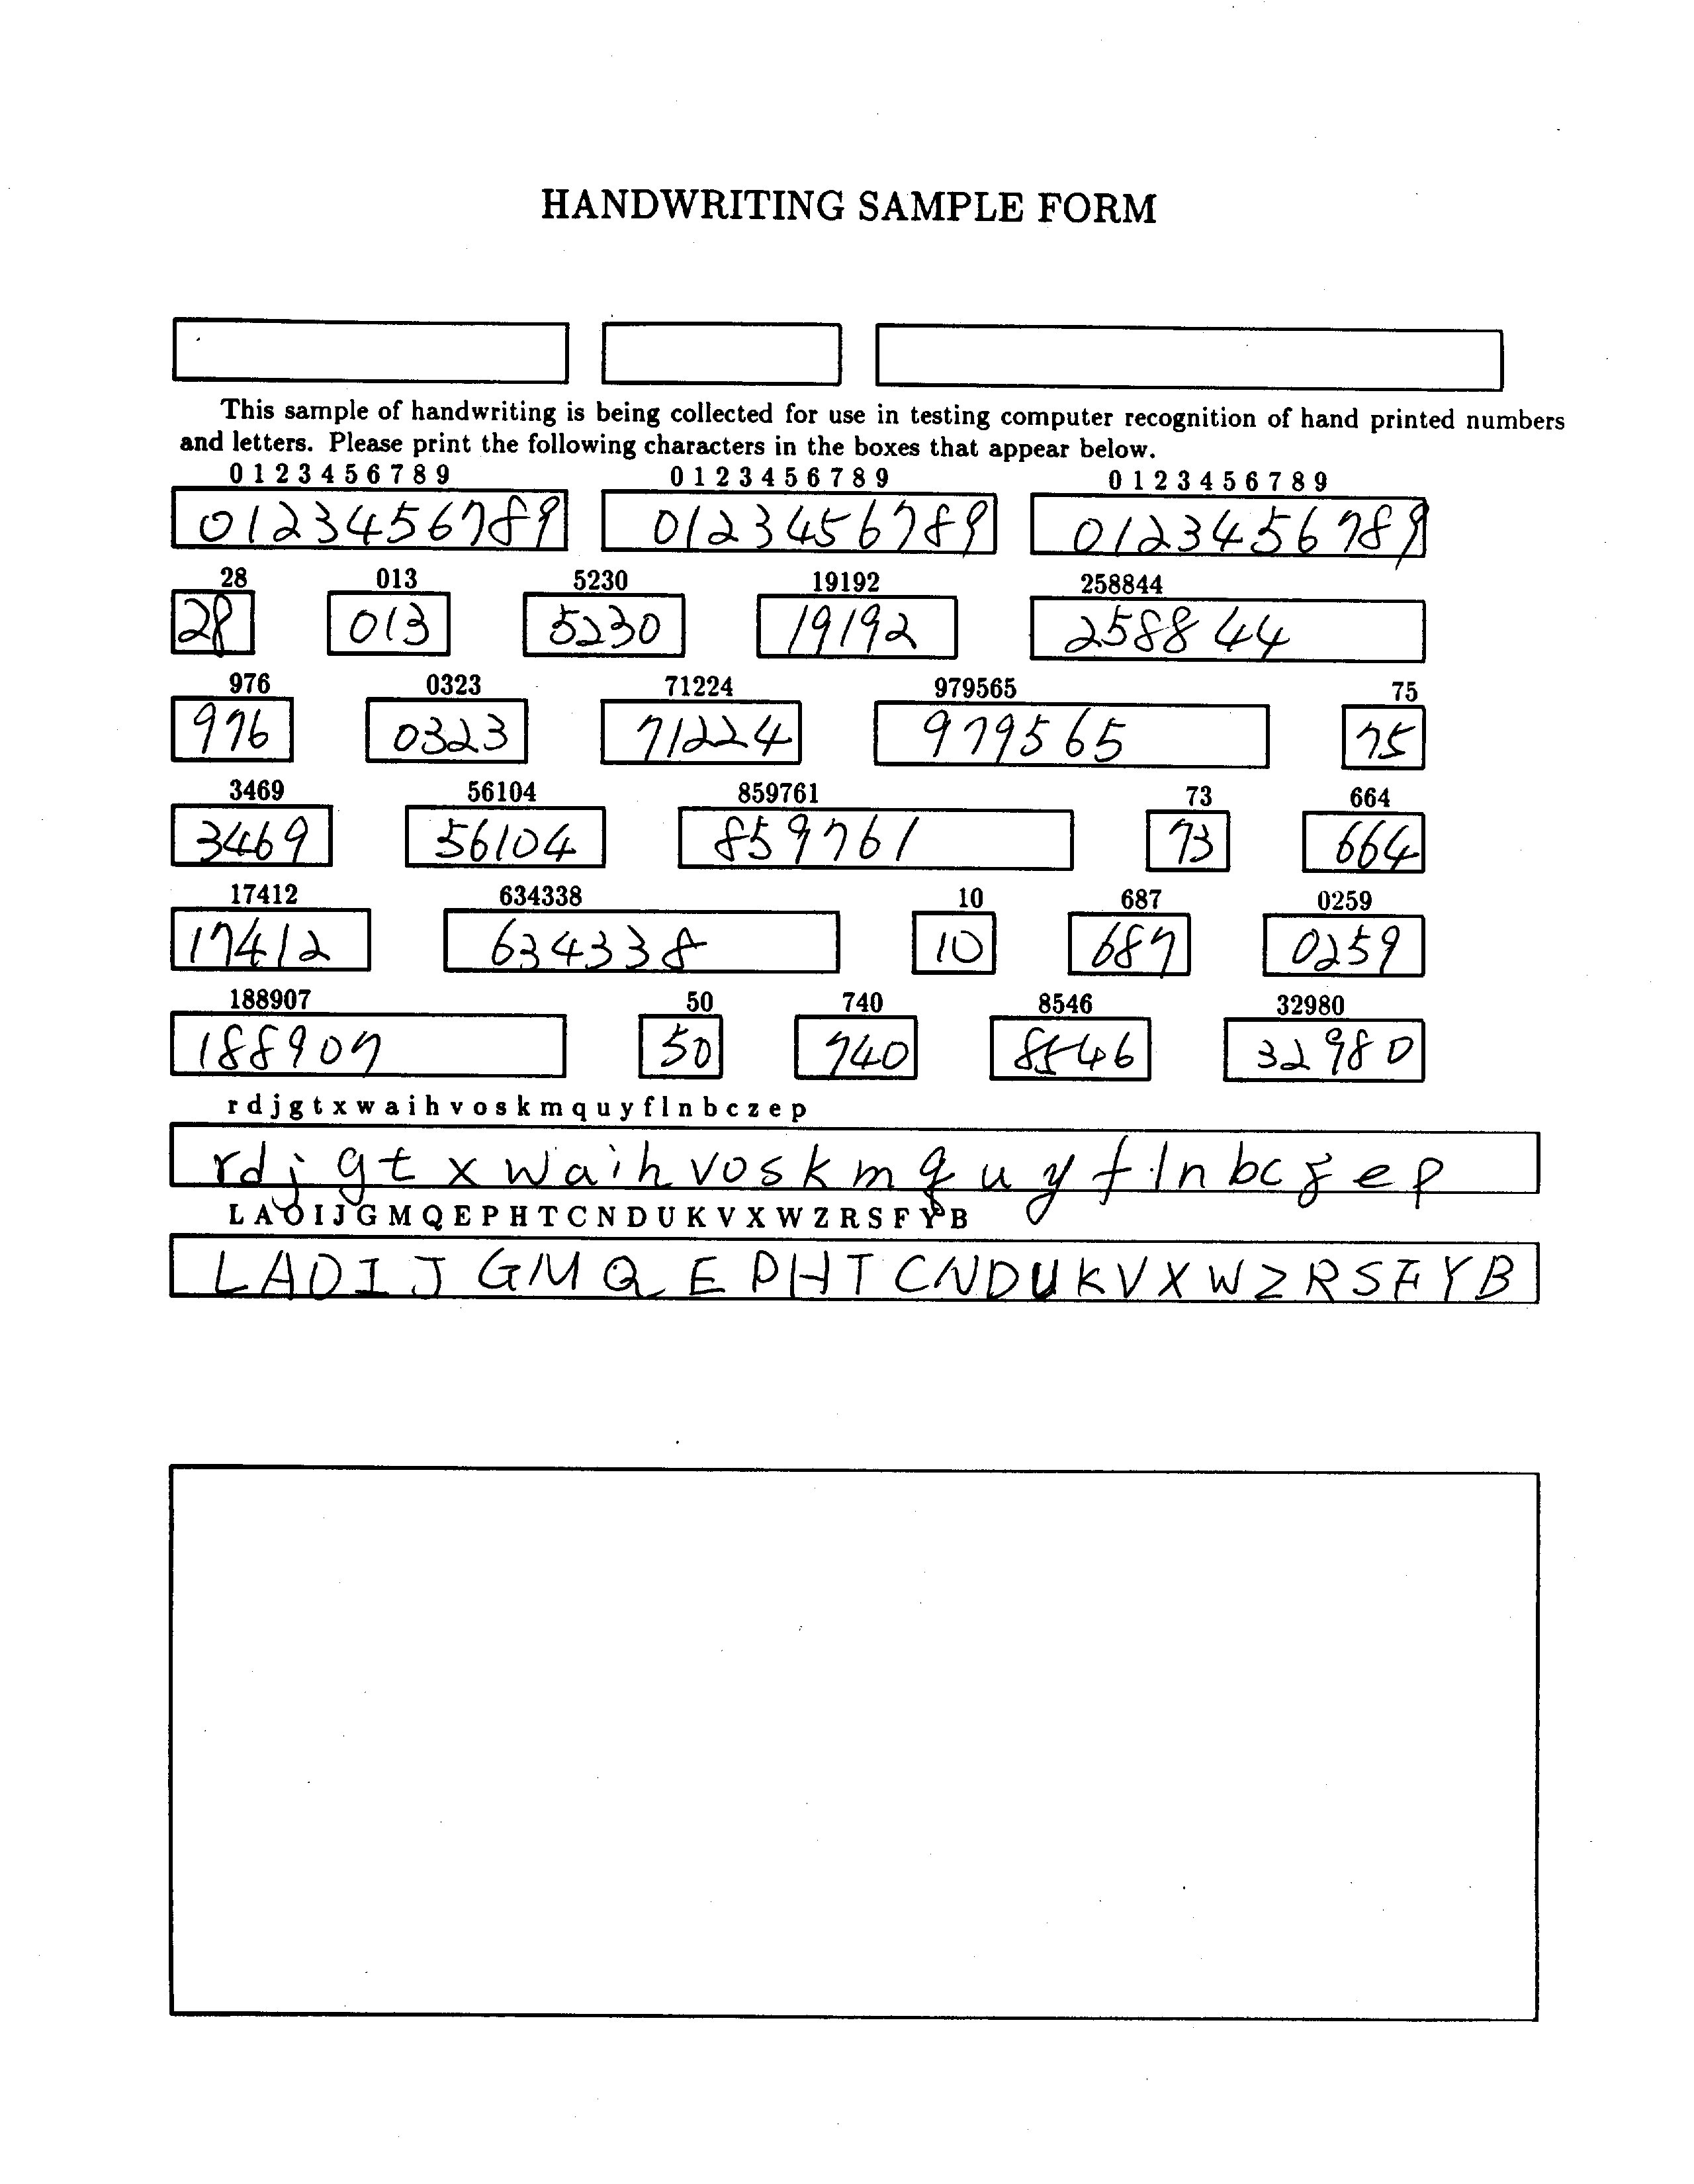 HANDWRITING SAMPLE FORM
This sample of handwriting is being collected for use in testing computer recognition of hand printed numbers
and letters. Please print the following characters in the boxes that appear below.
0 1 2 3 4 5 6 7 8 9 0 1 2 3 4 5 6 7 8 9 0 1 2 3 4 5 6 7 8 9
0123456789 0123456789 0123456789
28 013 5230 19192 258844
28 013 5230 19192 258844
976 0323 71224 979565 75
976 0323 71224 979565 75
3469 56104 859761 73 664
3469 56104 859761 73 664
17412 634338 10 687 0259
17412 634338 10 687 0259
188907 50 740 8546 32980
188907 50 740 8546 32980
r d j g t x w a i h v o s k m q u y f l n b c z e p
r d j g t x w a i h v o s k m q u y f l n b c z e p
L A O I J G M Q E P H T C N D U K V X W Z R S F Y B
L A O I J G M Q E P H T C N D U K V X W Z R S F Y B